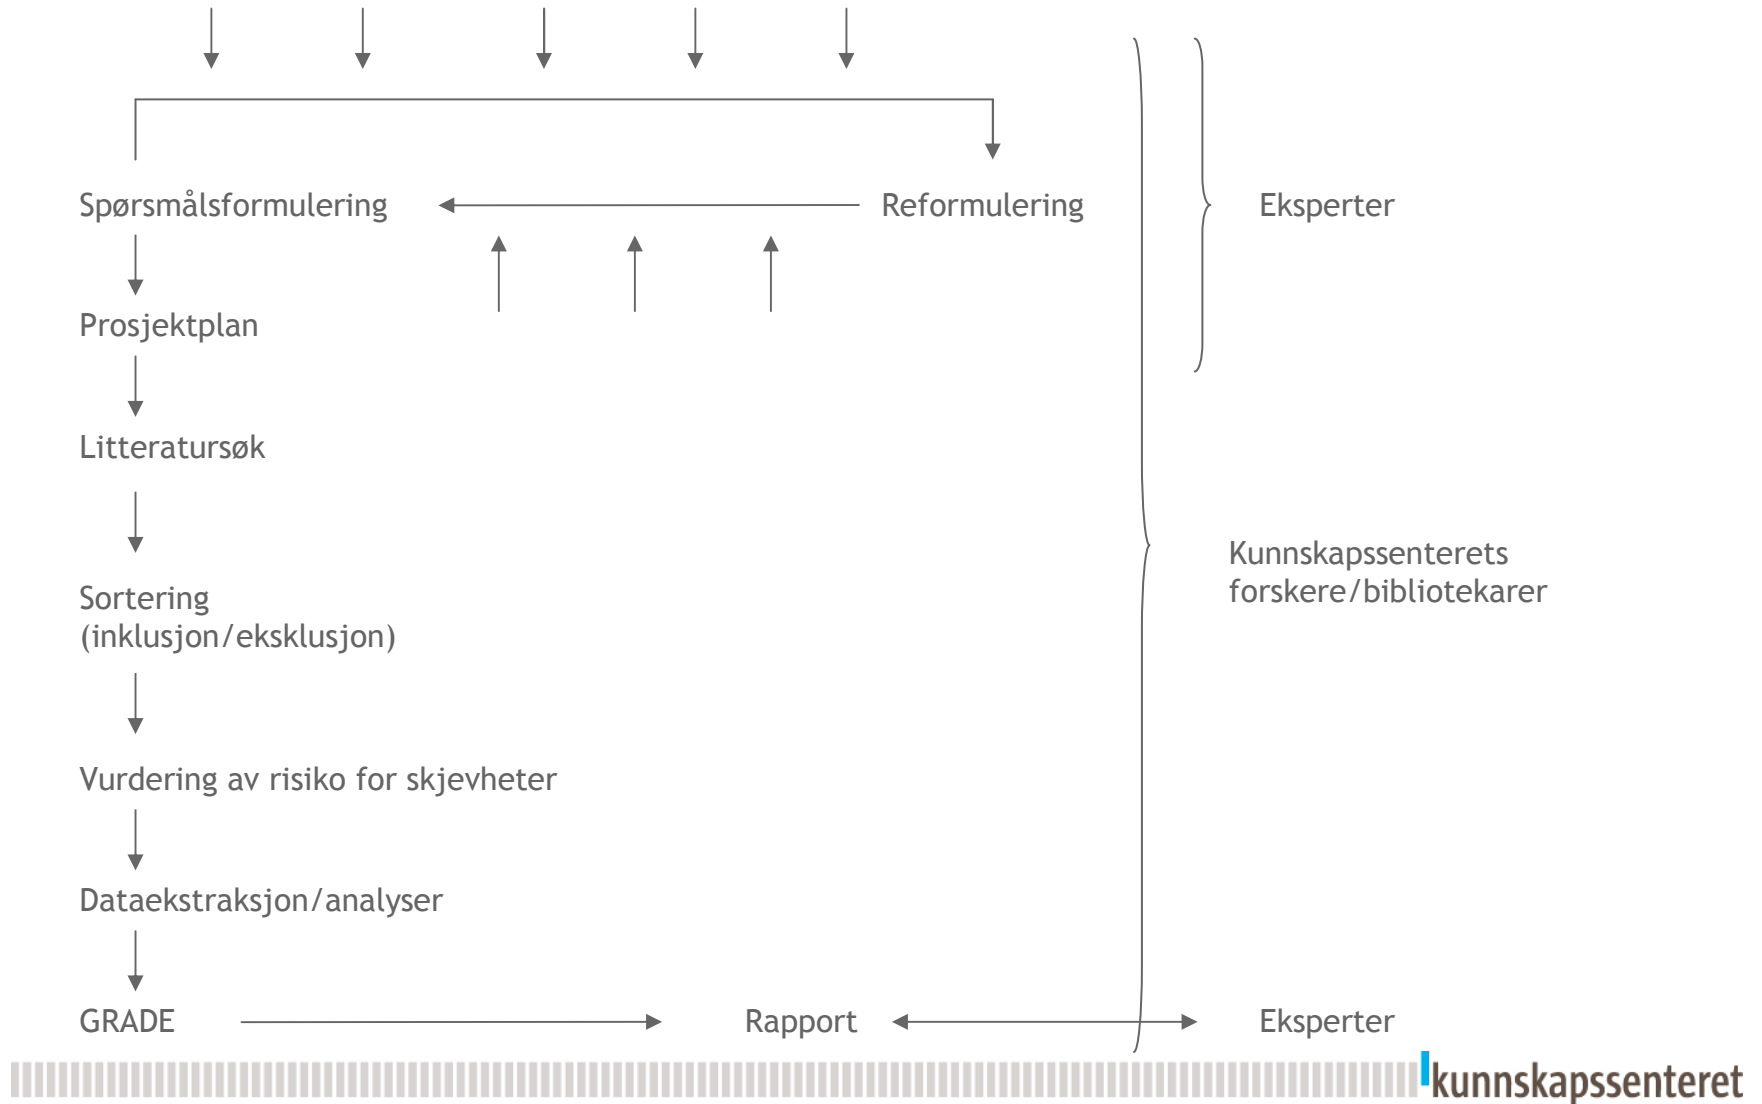 Spørsmålsformulering
Reformulering
Eksperter
Prosjektplan
Litteratursøk
Kunnskapssenterets
forskere/bibliotekarer
Sortering
(inklusjon/eksklusjon)
Vurdering av risiko for skjevheter
Dataekstraksjon/analyser
GRADE
Rapport
Eksperter
kunnskapssenteret